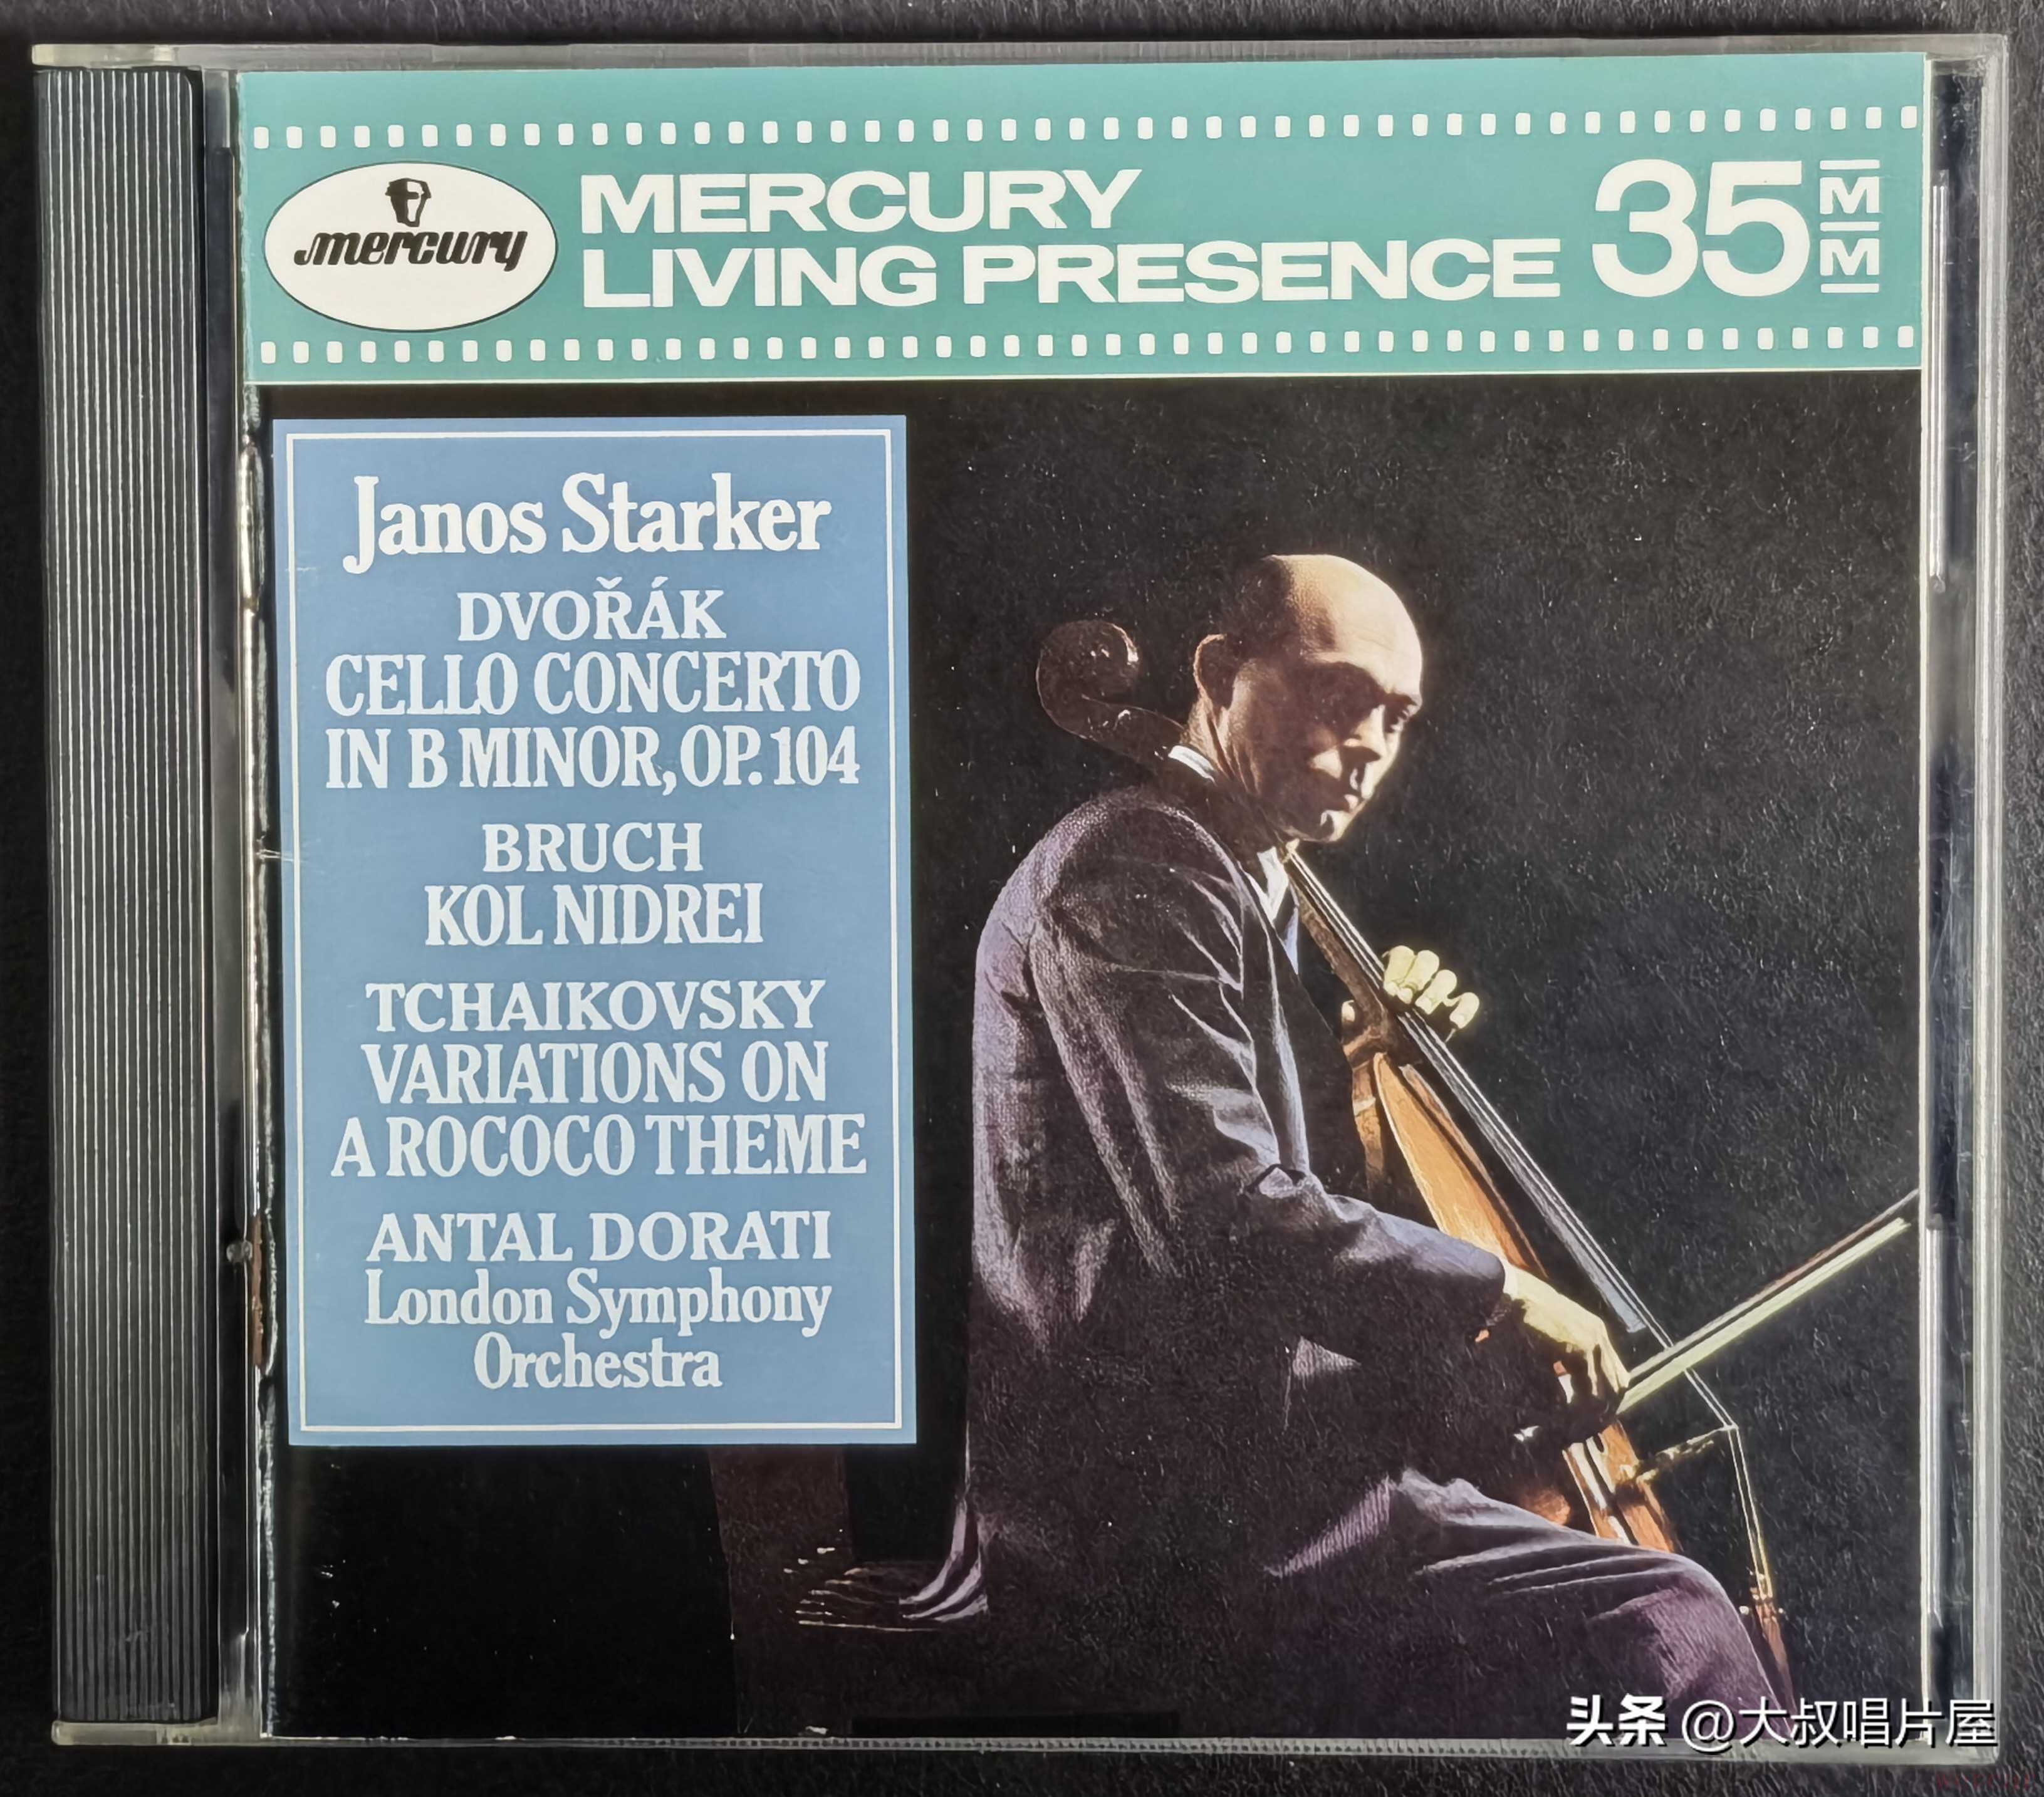 mercury
MERCURY
LIVING PRESENCE
35
MM
Janos Starker
DVOŘÁK
CELLO CONCERTO
IN B MINOR, OP. 104
BRUCH
KOL NIDREI
TCHAIKOVSKY
VARIATIONS ON
A ROCOCO THEME
ANTAL DORATI
London Symphony
Orchestra
头条 @大叔唱片屋